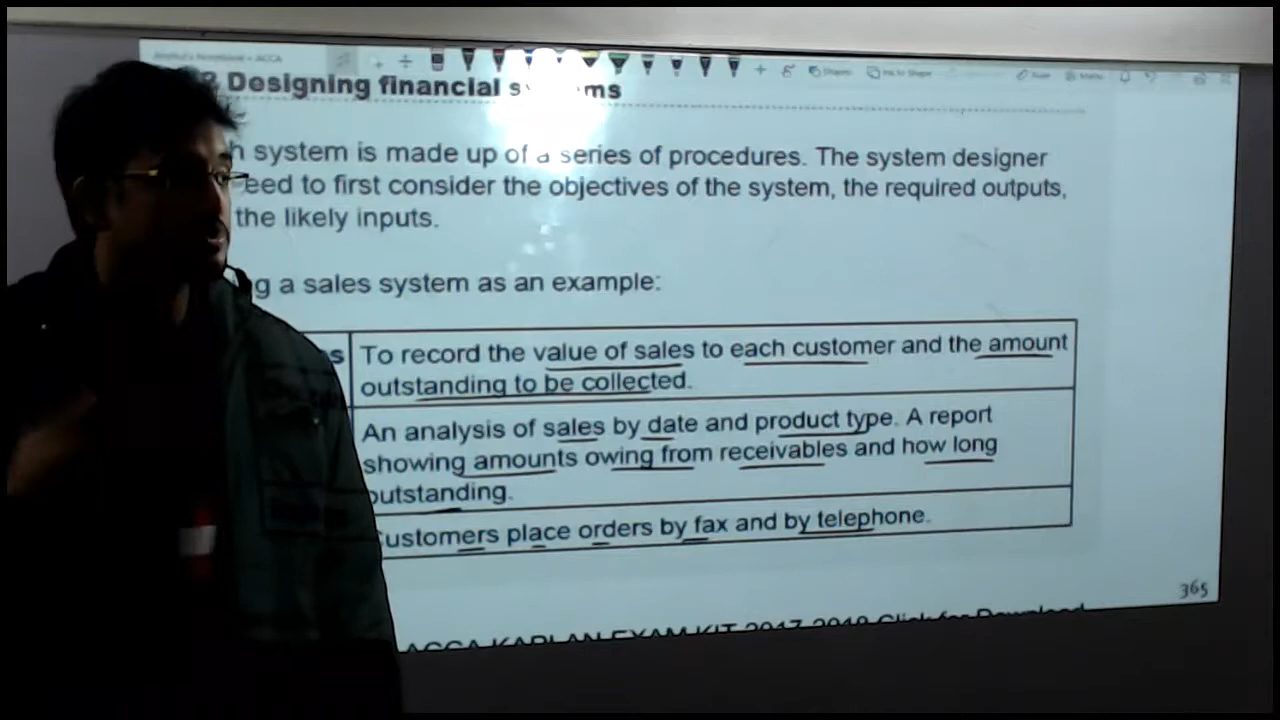 Designing financial s ms
h system is made up of a series of procedures. The system designer
eed to first consider the objectives of the system, the required outputs,
the likely inputs.
g a sales system as an example:
s To record the value of sales to each customer and the amount
outstanding to be collected.
An analysis of sales by date and product type. A report
showing amounts owing from receivables and how long
outstanding.
ustomers place orders by fax and by telephone.
365
ACCA KAPLAN EXAM KIT 2017-2018 Click for Download